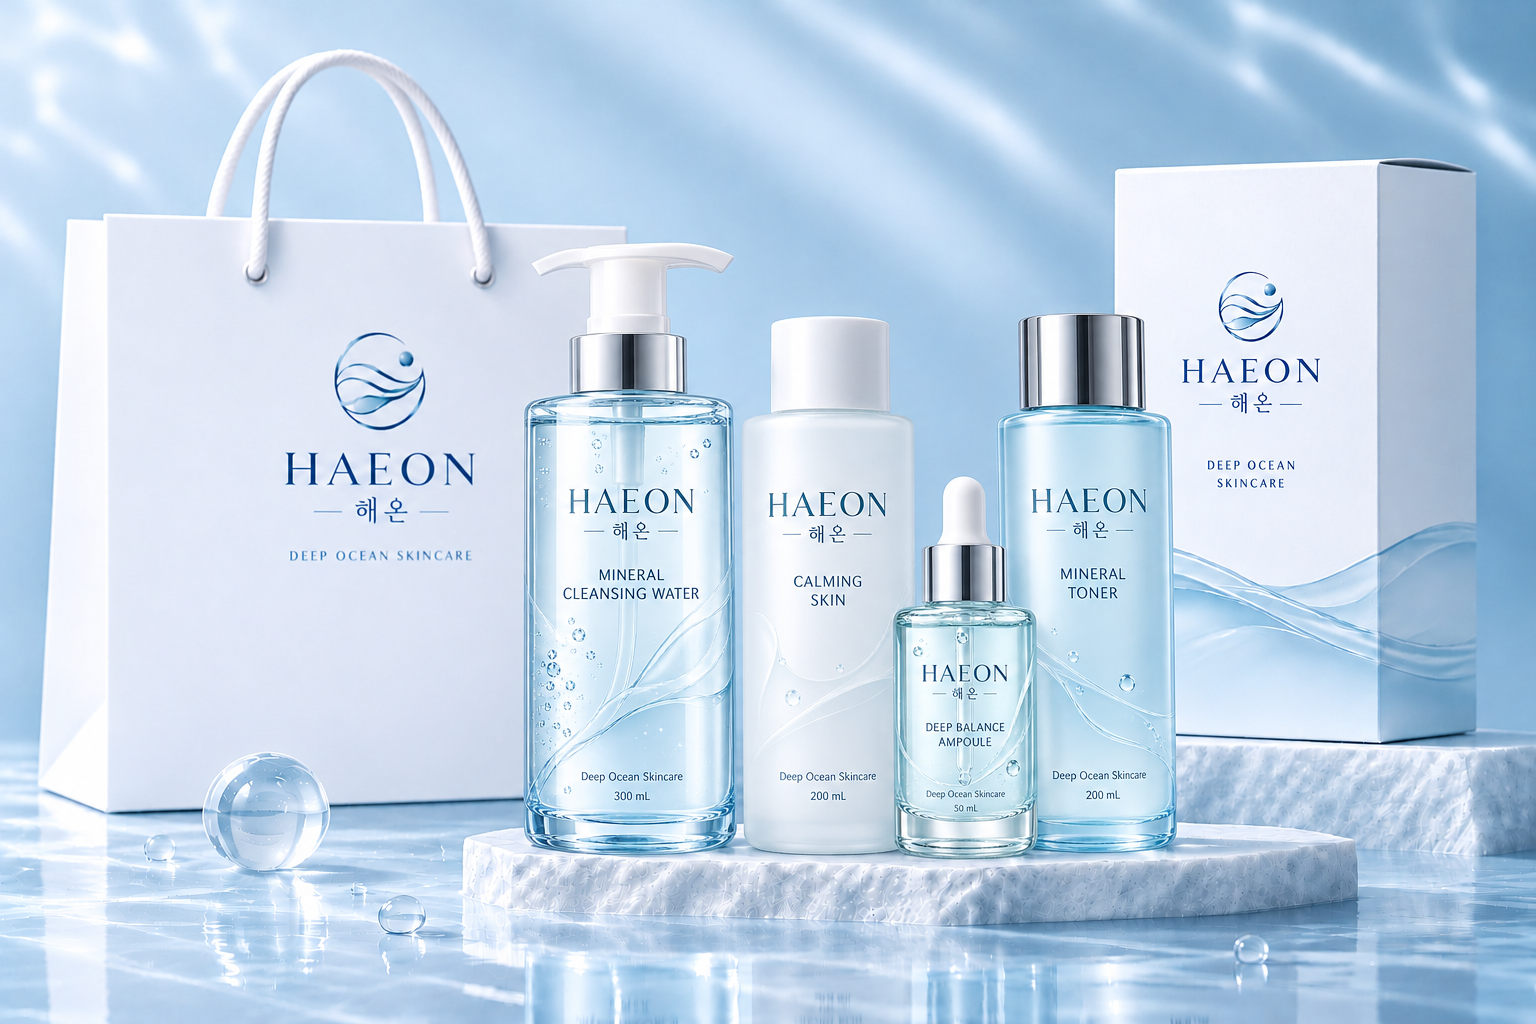 HAEON
해온
DEEP OCEAN SKINCARE
HAEON
해온
MINERAL
CLEANSING WATER
Deep Ocean Skincare
300 mL
HAEON
해온
CALMING
SKIN
Deep Ocean Skincare
200 mL
HAEON
해온
DEEP BALANCE
AMPOULE
Deep Ocean Skincare
50 mL
HAEON
해온
MINERAL
TONER
Deep Ocean Skincare
200 mL
HAEON
해온
DEEP OCEAN
SKINCARE